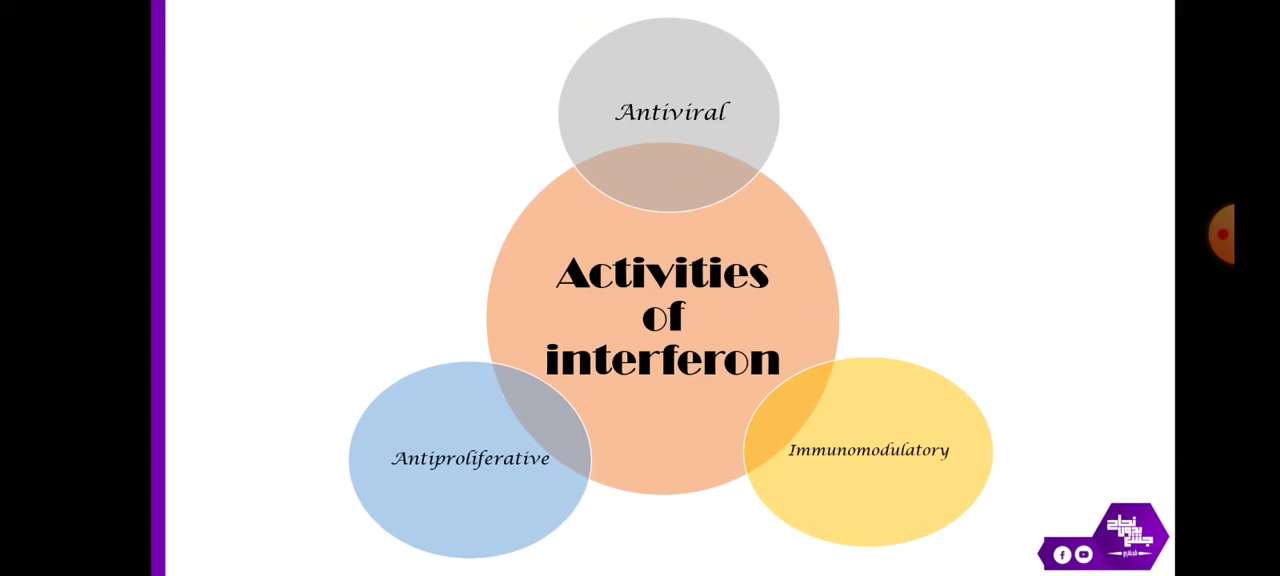 Antiviral
Activities
of
interferon
Antiproliferative
Immunomodulatory